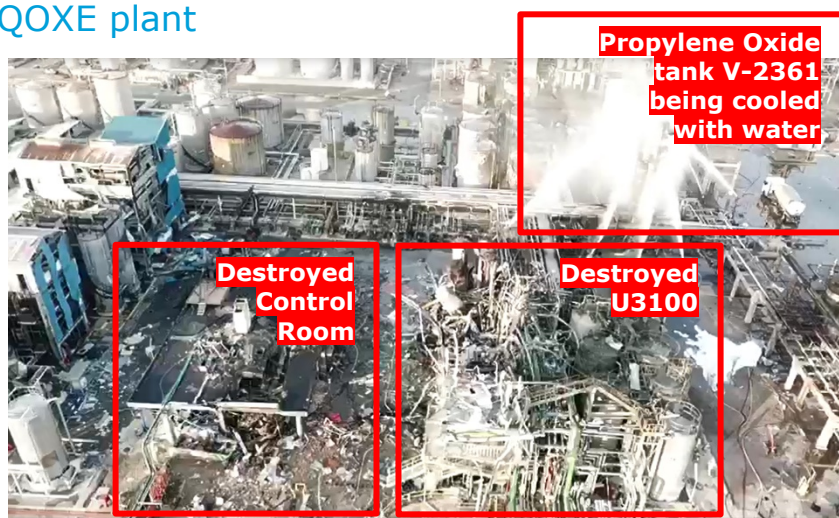 QOXE plant
Propylene Oxide
tank V-2361
being cooled
with water
Destroyed
Control
Room
Destroyed
U3100